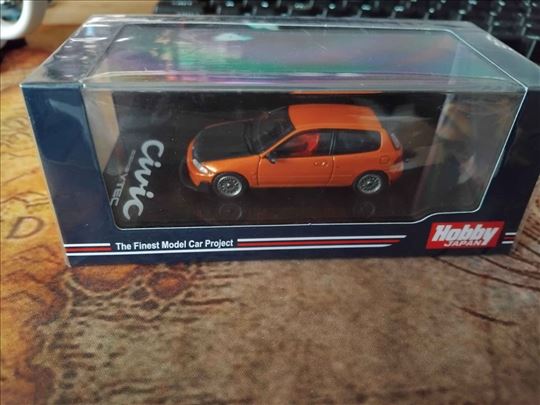 Civic
VTEC
The Finest Model Car Project
Hobby
JAPAN
D